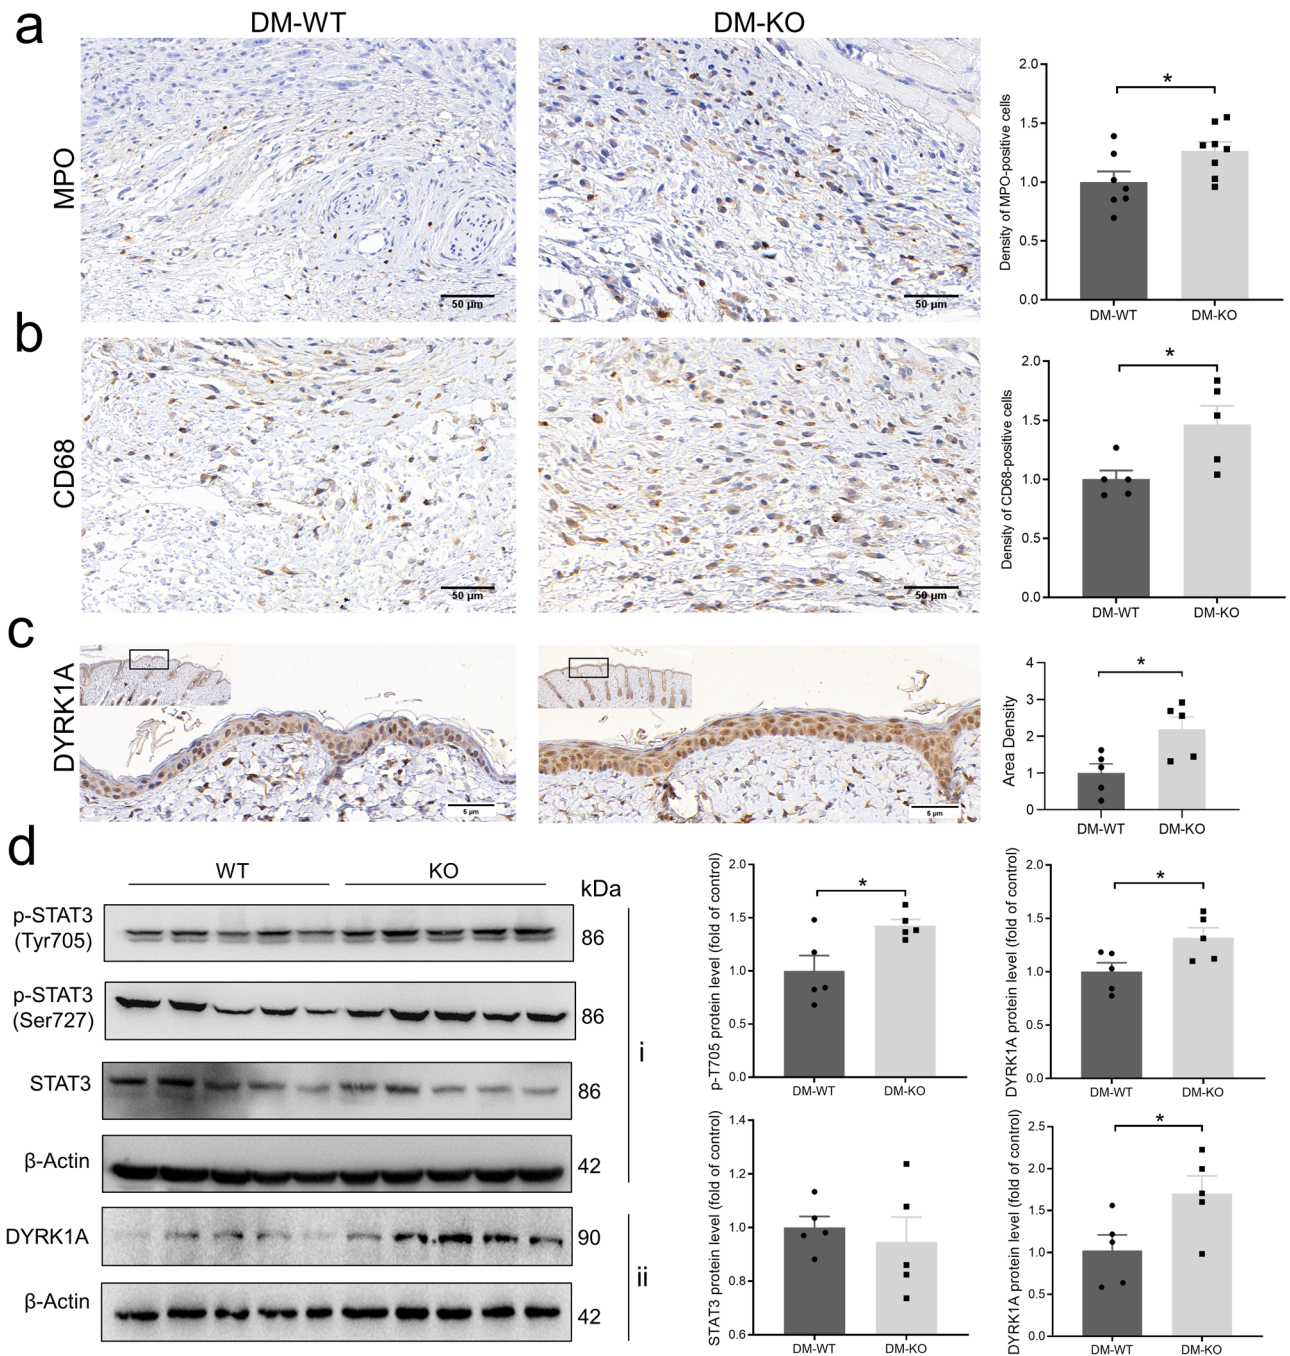 a
DM-WT
DM-KO
MPO
50 µm
50 µm
Density of MPO-positive cells
2.0
1.5
1.0
0.5
0.0
*
DM-WT
DM-KO
b
CD68
50 µm
50 µm
Density of CD68-positive cells
2.0
1.5
1.0
0.5
0.0
*
DM-WT
DM-KO
c
DYRK1A
5 µm
5 µm
Area Density
4
3
2
1
0
*
DM-WT
DM-KO
d
WT
KO
kDa
p-STAT3
(Tyr705)
86
p-STAT3
(Ser727)
86
STAT3
86
β-Actin
42
i
DYRK1A
90
β-Actin
42
ii
p-T705 protein level (fold of control)
2.0
1.5
1.0
0.5
0.0
*
DM-WT
DM-KO
DYRK1A protein level (fold of control)
2.0
1.5
1.0
0.5
0.0
*
DM-WT
DM-KO
STAT3 protein level (fold of control)
1.4
1.2
1.0
0.8
0.6
DM-WT
DM-KO
DYRK1A protein level (fold of control)
2.5
2.0
1.5
1.0
0.5
0.0
*
DM-WT
DM-KO